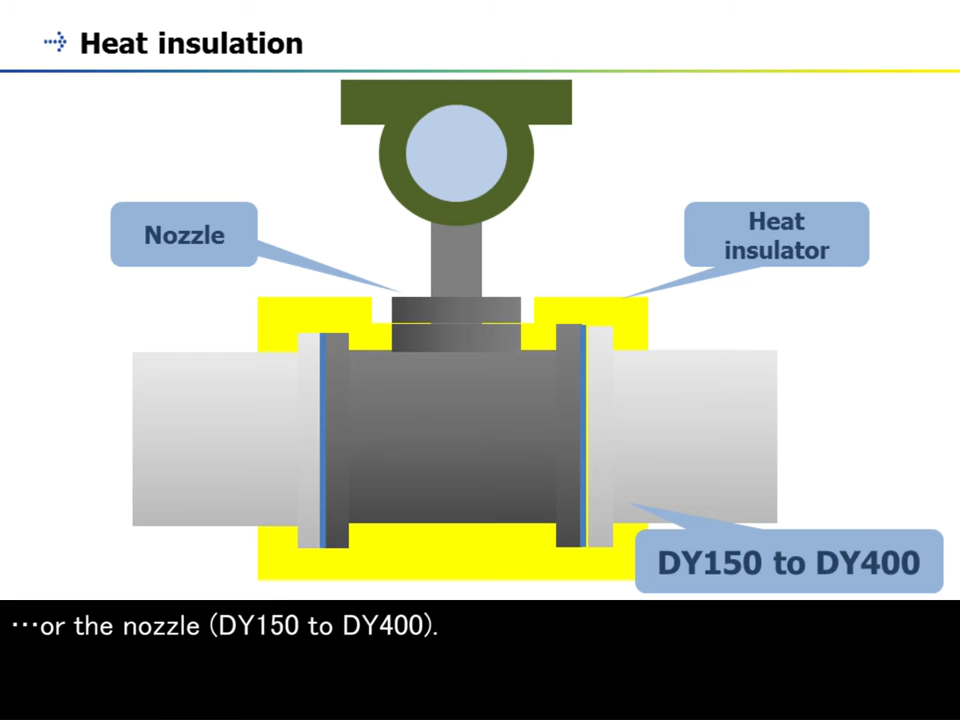 Heat insulation
Nozzle
Heat
insulator
DY150 to DY400
…or the nozzle (DY150 to DY400).